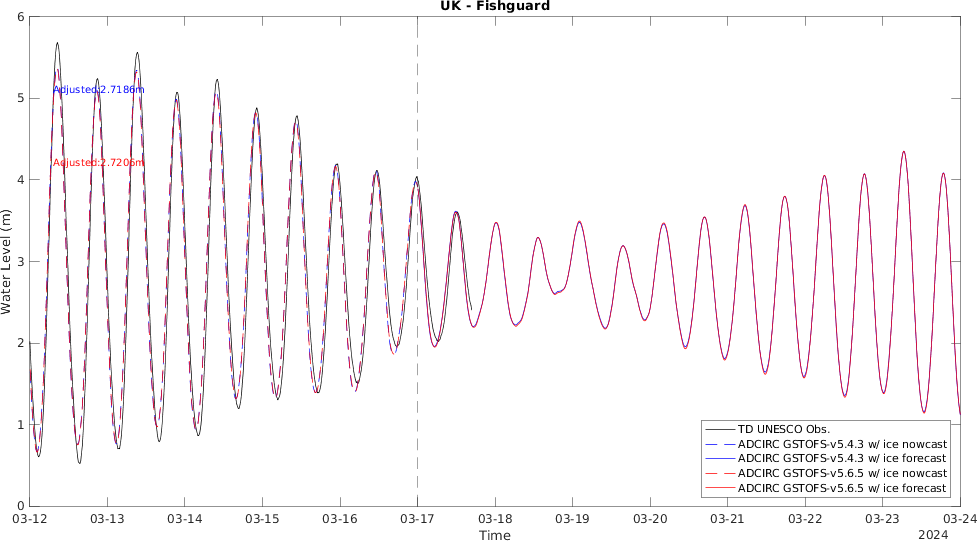 UK - Fishguard
6
5
4
3
2
1
0
Water Level (m)
Adjusted:2.7186m
Adjusted:2.7206m
TD UNESCO Obs.
ADCIRC GSTOFS-v5.4.3 w/ ice nowcast
ADCIRC GSTOFS-v5.4.3 w/ ice forecast
ADCIRC GSTOFS-v5.6.5 w/ ice nowcast
ADCIRC GSTOFS-v5.6.5 w/ ice forecast
03-12 03-13 03-14 03-15 03-16 03-17 03-18 03-19 03-20 03-21 03-22 03-23 03-24
Time
2024